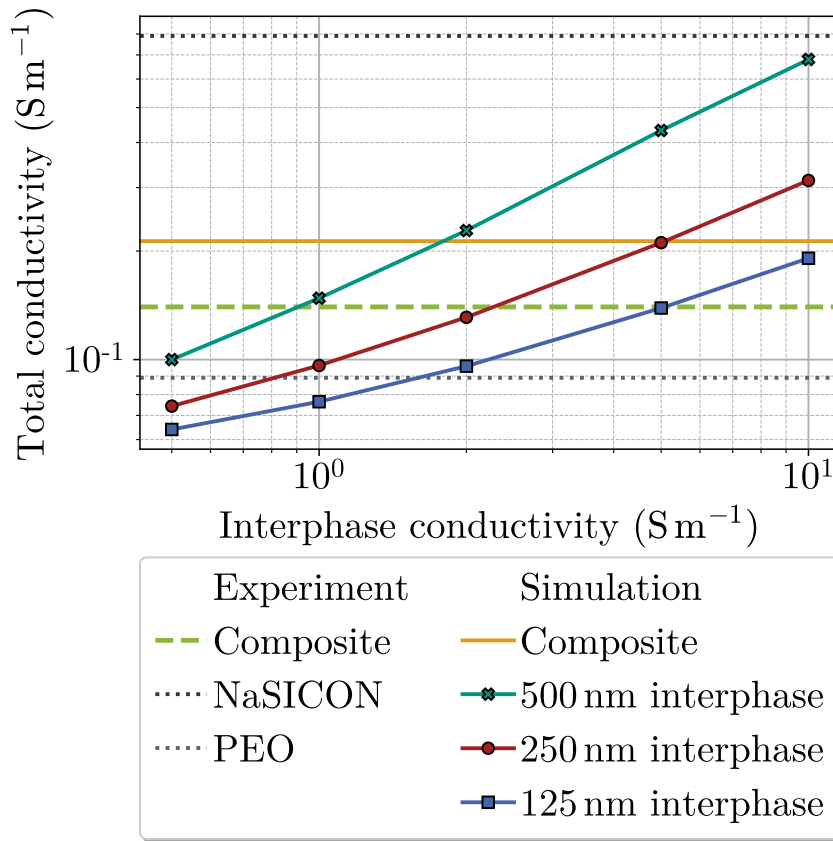 Total conductivity (S m⁻¹)
10⁻¹
10⁰
10¹
Interphase conductivity (S m⁻¹)
Experiment
Composite
NaSICON
PEO
Simulation
Composite
500 nm interphase
250 nm interphase
125 nm interphase